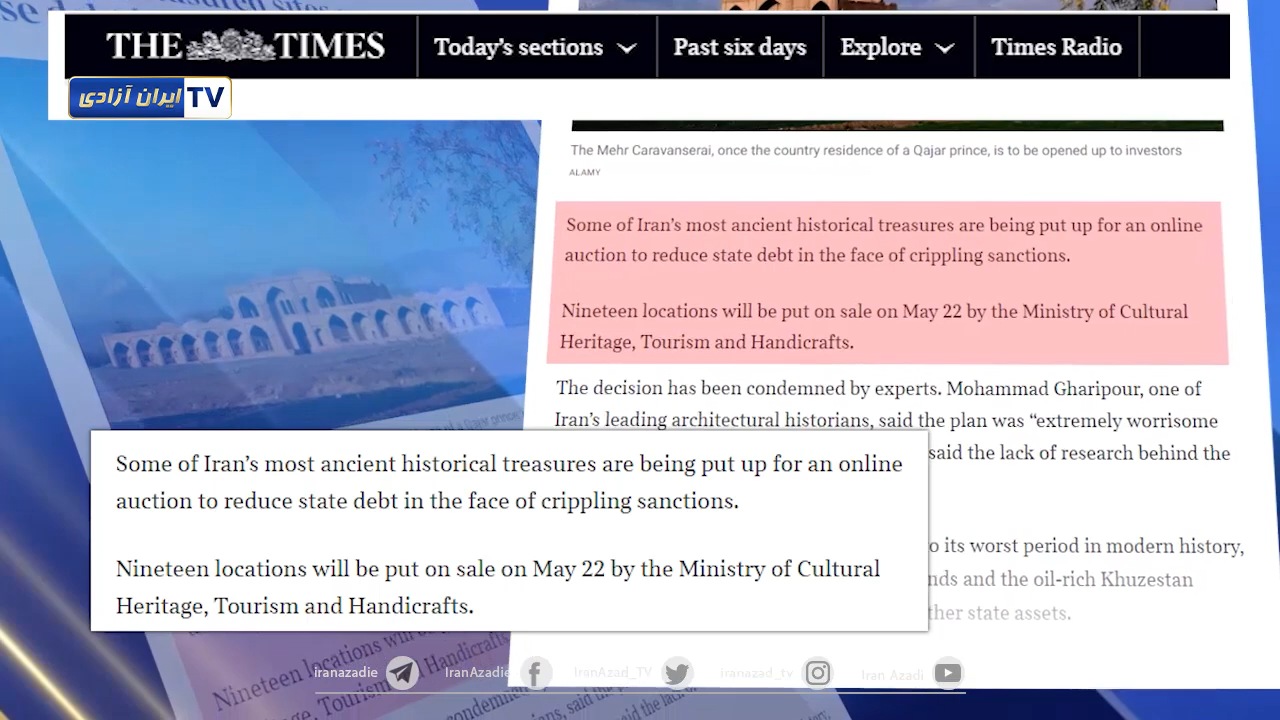 THE TIMES
Today's sections
Past six days
Explore
Times Radio
ایران آزادی TV
The Mehr Caravanserai, once the country residence of a Qajar prince, is to be opened up to investors
ALAMY
Some of Iran's most ancient historical treasures are being put up for an online
auction to reduce state debt in the face of crippling sanctions.
Nineteen locations will be put on sale on May 22 by the Ministry of Cultural
Heritage, Tourism and Handicrafts.
The decision has been condemned by experts. Mohammad Gharipour, one of
Iran's leading architectural historians, said the plan was “extremely worrisome
said the lack of research behind the
o its worst period in modern history,
nds and the oil-rich Khuzestan
ther state assets.
Some of Iran's most ancient historical treasures are being put up for an online
auction to reduce state debt in the face of crippling sanctions.
Nineteen locations will be put on sale on May 22 by the Ministry of Cultural
Heritage, Tourism and Handicrafts.
Nineteen locations will be
Handicrafts
iranazadie
IranAzadie
IranAzad_TV
iranazad_tv
Iran Azadi